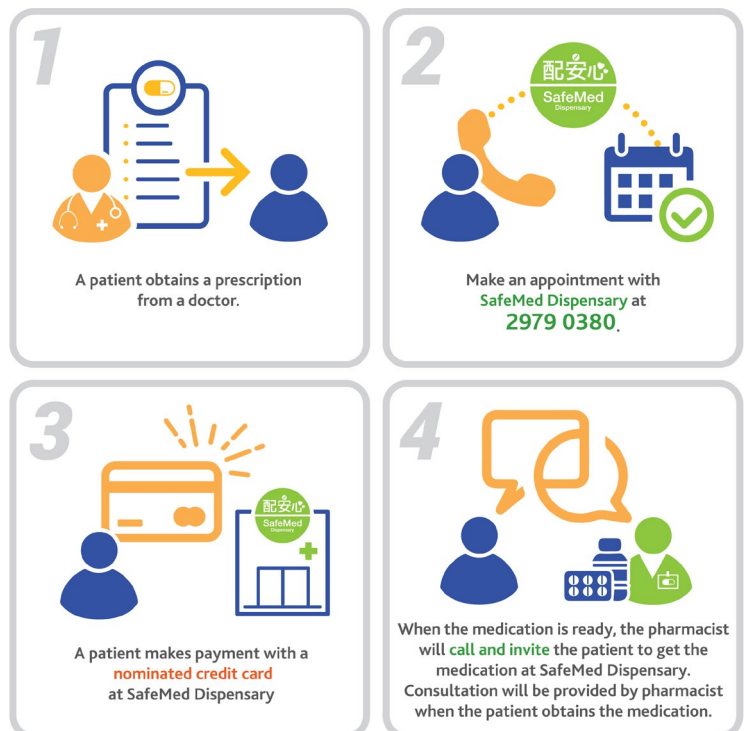 1
A patient obtains a prescription
from a doctor.
2
配安心
SafeMed
Dispensary
Make an appointment with
SafeMed Dispensary at
2979 0380.
3
配安心
SafeMed
Dispensary
A patient makes payment with a
nominated credit card
at SafeMed Dispensary
4
When the medication is ready, the pharmacist
will call and invite the patient to get the
medication at SafeMed Dispensary.
Consultation will be provided by pharmacist
when the patient obtains the medication.